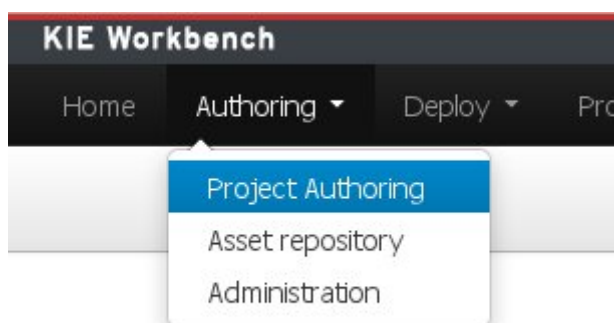 KIE Workbench
Home Authoring Deploy
Project Authoring
Asset repository
Administration